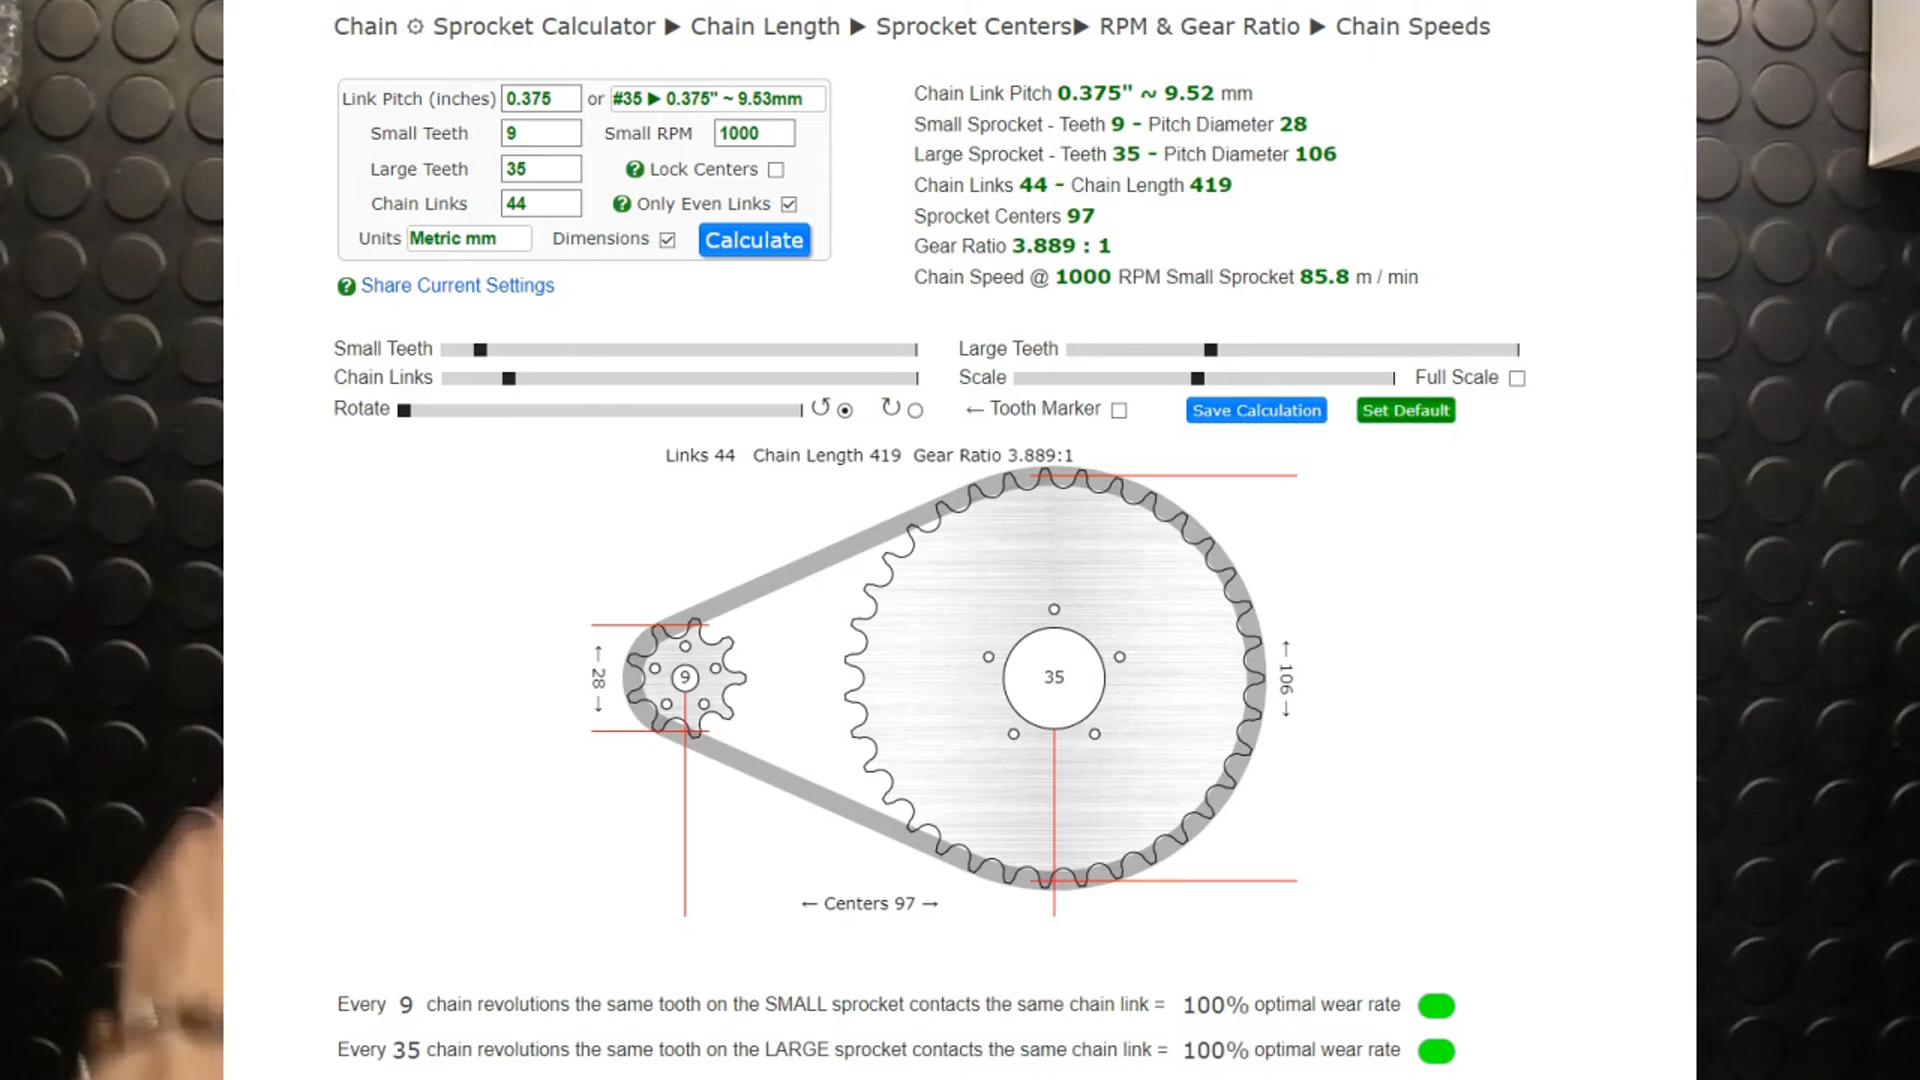 Chain ⚙ Sprocket Calculator ▶ Chain Length ▶ Sprocket Centers▶ RPM & Gear Ratio ▶ Chain Speeds
Link Pitch (inches) 0.375 or #35 ▶ 0.375" ~ 9.53mm
Small Teeth 9 Small RPM 1000
Large Teeth 35 ? Lock Centers
Chain Links 44 ? Only Even Links
Units Metric mm Dimensions Calculate
? Share Current Settings
Chain Link Pitch 0.375" ~ 9.52 mm
Small Sprocket - Teeth 9 - Pitch Diameter 28
Large Sprocket - Teeth 35 - Pitch Diameter 106
Chain Links 44 - Chain Length 419
Sprocket Centers 97
Gear Ratio 3.889 : 1
Chain Speed @ 1000 RPM Small Sprocket 85.8 m / min
Small Teeth Large Teeth
Chain Links Scale Full Scale
Rotate ↺ ↻ ← Tooth Marker Save Calculation Set Default
Links 44 Chain Length 419 Gear Ratio 3.889:1
← 28 →
9
35
← 106 →
← Centers 97 →
Every 9 chain revolutions the same tooth on the SMALL sprocket contacts the same chain link = 100% optimal wear rate
Every 35 chain revolutions the same tooth on the LARGE sprocket contacts the same chain link = 100% optimal wear rate